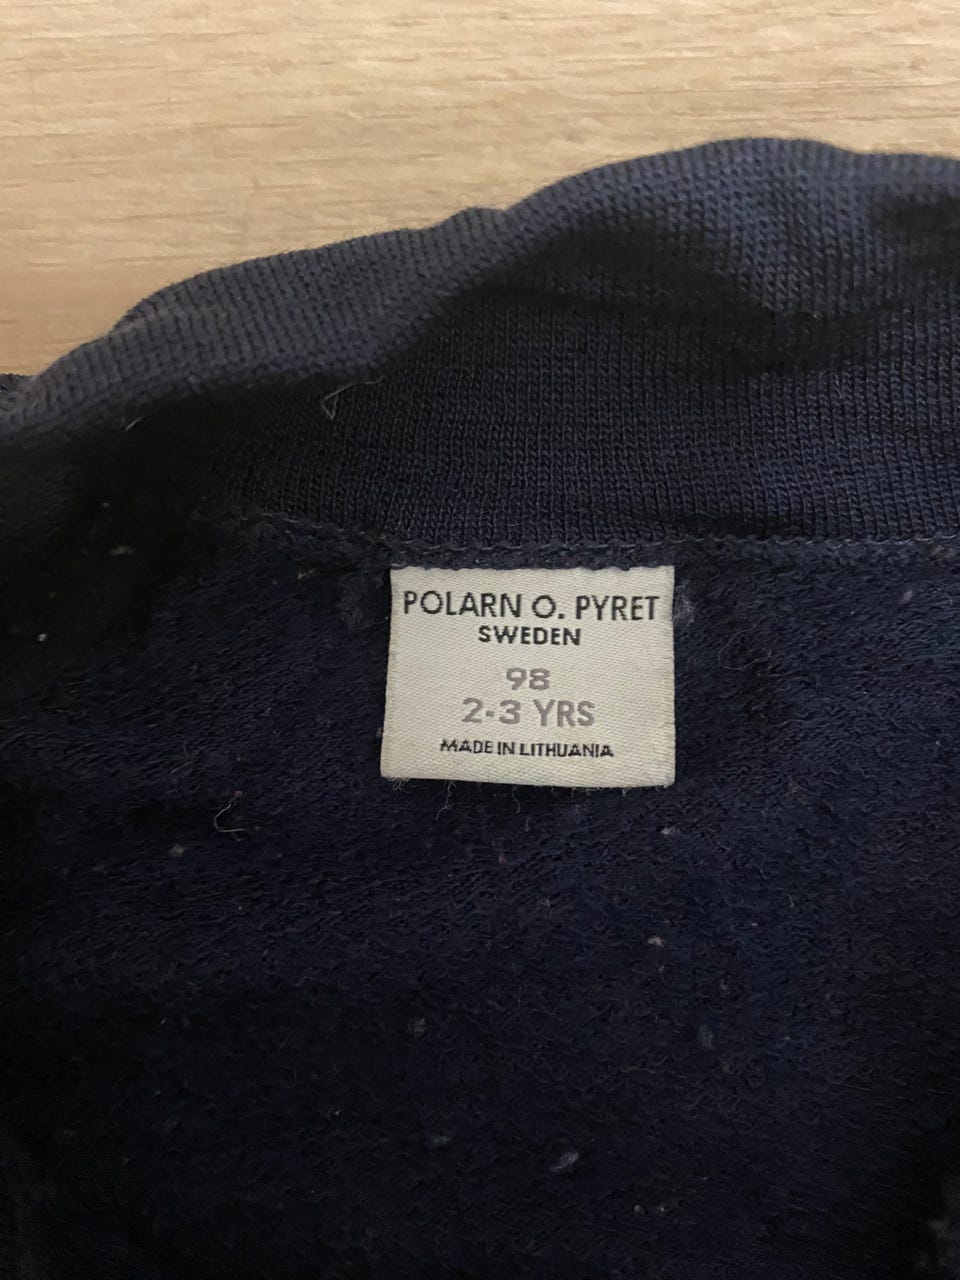 POLARN O. PYRET
SWEDEN
98
2-3 YRS
MADE IN LITHUANIA